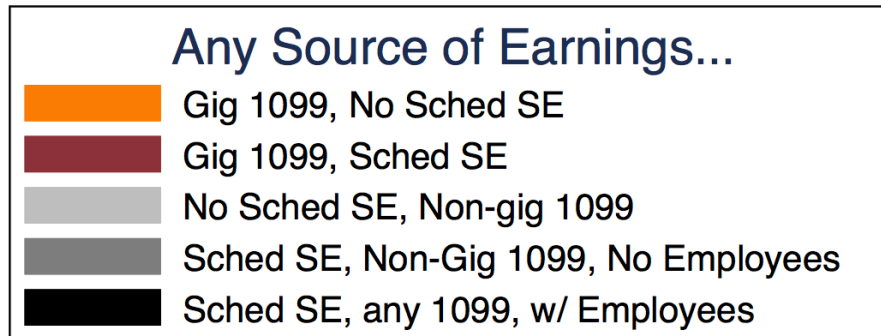 Any Source of Earnings...
Gig 1099, No Sched SE
Gig 1099, Sched SE
No Sched SE, Non-gig 1099
Sched SE, Non-Gig 1099, No Employees
Sched SE, any 1099, w/ Employees